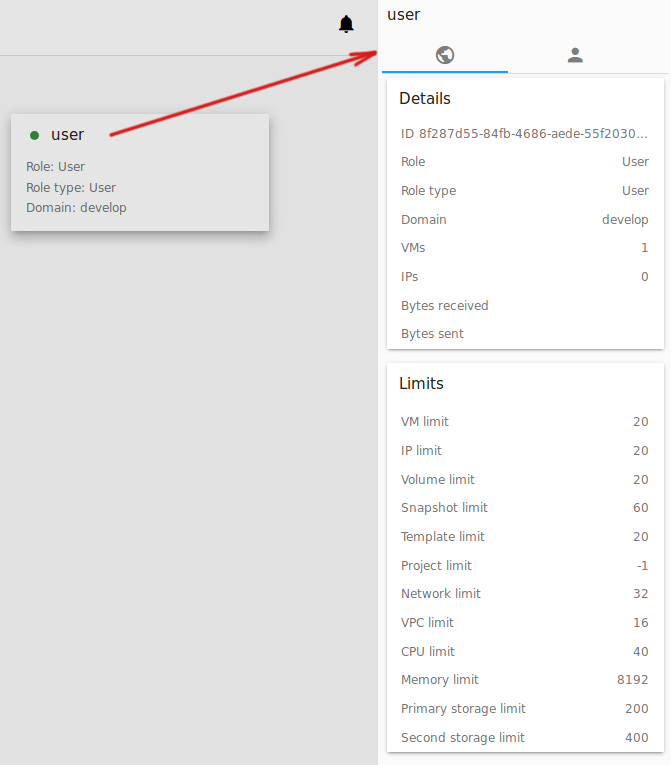 user
Role: User
Role type: User
Domain: develop
user
Details
ID 8f287d55-84fb-4686-aede-55f2030...
Role User
Role type User
Domain develop
VMs 1
IPs 0
Bytes received
Bytes sent
Limits
VM limit 20
IP limit 20
Volume limit 20
Snapshot limit 60
Template limit 20
Project limit -1
Network limit 32
VPC limit 16
CPU limit 40
Memory limit 8192
Primary storage limit 200
Second storage limit 400